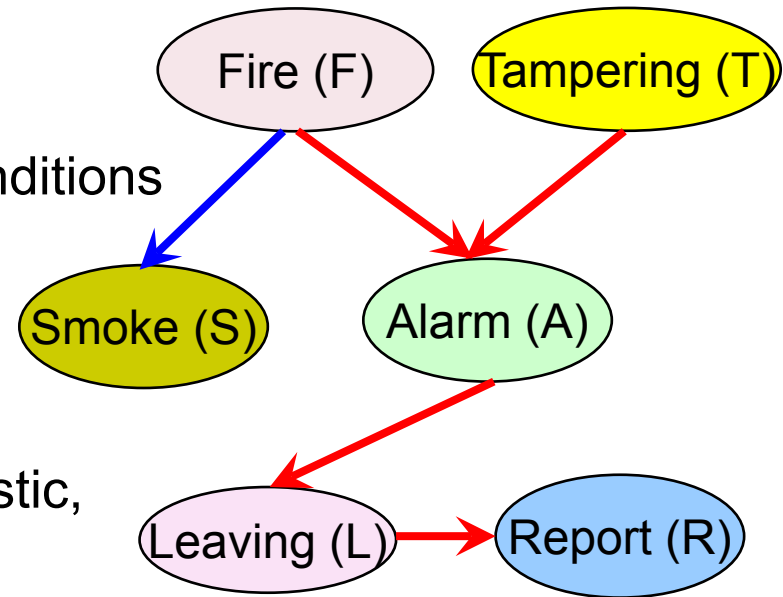 Fire (F)
Tampering (T)
nditions
Smoke (S)
Alarm (A)
stic,
Leaving (L)
Report (R)